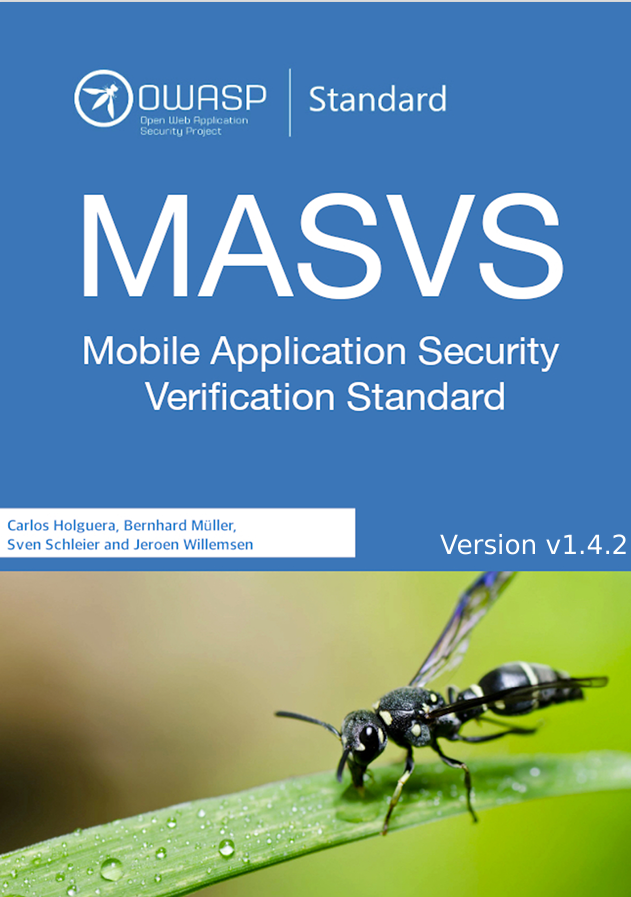 OWASP
Open Web Application
Security Project
Standard
MASVS
Mobile Application Security
Verification Standard
Carlos Holguera, Bernhard Müller,
Sven Schleier and Jeroen Willemsen
Version v1.4.2